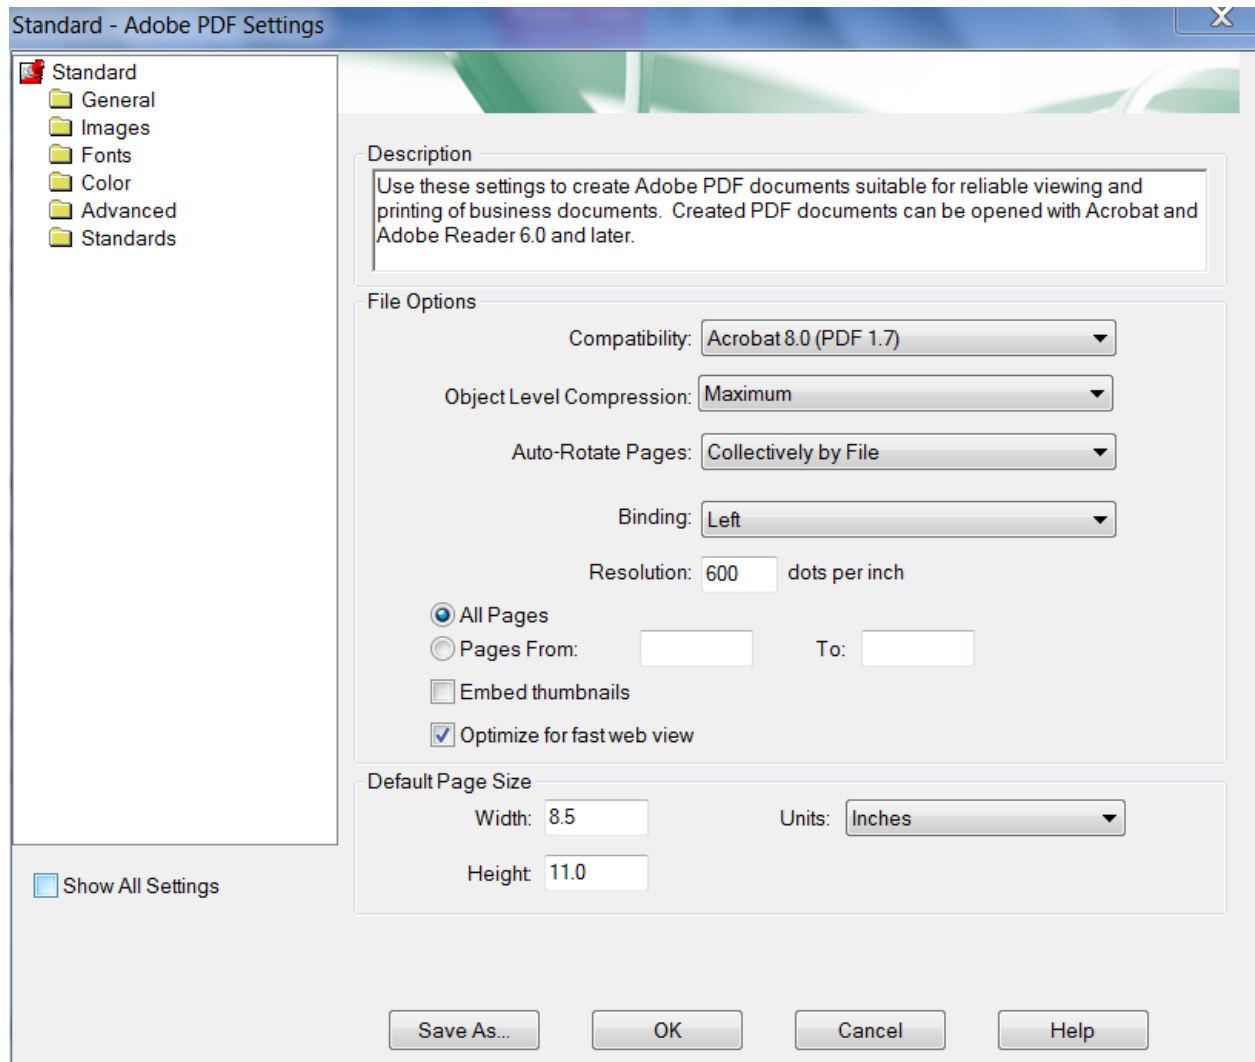 Standard - Adobe PDF Settings
X
Standard
General
Images
Fonts
Color
Advanced
Standards
Show All Settings
Description
Use these settings to create Adobe PDF documents suitable for reliable viewing and
printing of business documents.  Created PDF documents can be opened with Acrobat and
Adobe Reader 6.0 and later.
File Options
Compatibility: Acrobat 8.0 (PDF 1.7)
Object Level Compression: Maximum
Auto-Rotate Pages: Collectively by File
Binding: Left
Resolution: 600 dots per inch
All Pages
Pages From: To:
Embed thumbnails
Optimize for fast web view
Default Page Size
Width: 8.5 Units: Inches
Height: 11.0
Save As... OK Cancel Help